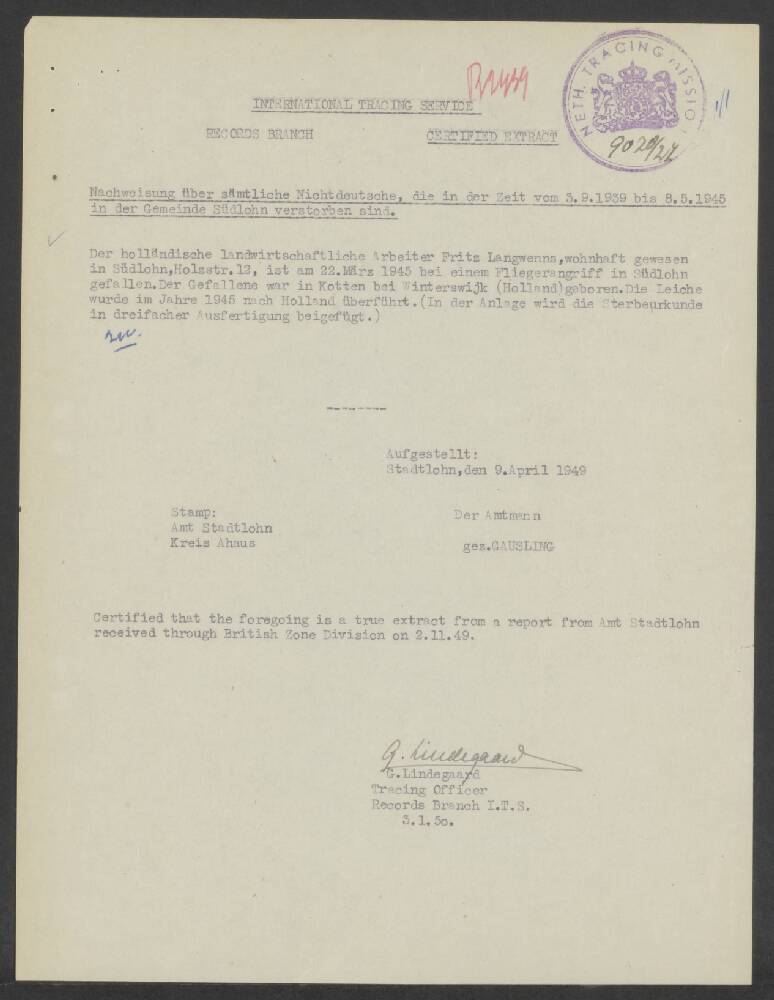 NETH. TRACING MISSION
9020/27
INTERNATIONAL TRACING SERVICE
RECORDS BRANCH CERTIFIED EXTRACT
Nachweisung über sämtliche Nichtdeutsche, die in der Zeit vom 3.9.1939 bis 8.5.1945
in der Gemeinde Südlohn verstorben sind.
Der holländische landwirtschaftliche Arbeiter Fritz Langwenns,wohnhaft gewesen
in Südlohn,Holzstr.12, ist am 22.März 1945 bei einem Fliegerangriff in Südlohn
gefallen.Der Gefallene war in Kotten bei Winterswijk (Holland)geboren.Die Leiche
wurde im Jahre 1945 nach Holland überführt.(In der Anlage wird die Sterbeurkunde
in dreifacher Ausfertigung beigefügt.)
-------
Aufgestellt:
Stadtlohn,den 9.April 1949
Stamp: Der Amtmann
Amt Stadtlohn
Kreis Ahaus gez.GAUSLING
Certified that the foregoing is a true extract from a report from Amt Stadtlohn
received through British Zone Division on 2.11.49.
G. Lindegaard
G.Lindegaard
Tracing Officer
Records Branch I.T.S.
3.1.50.